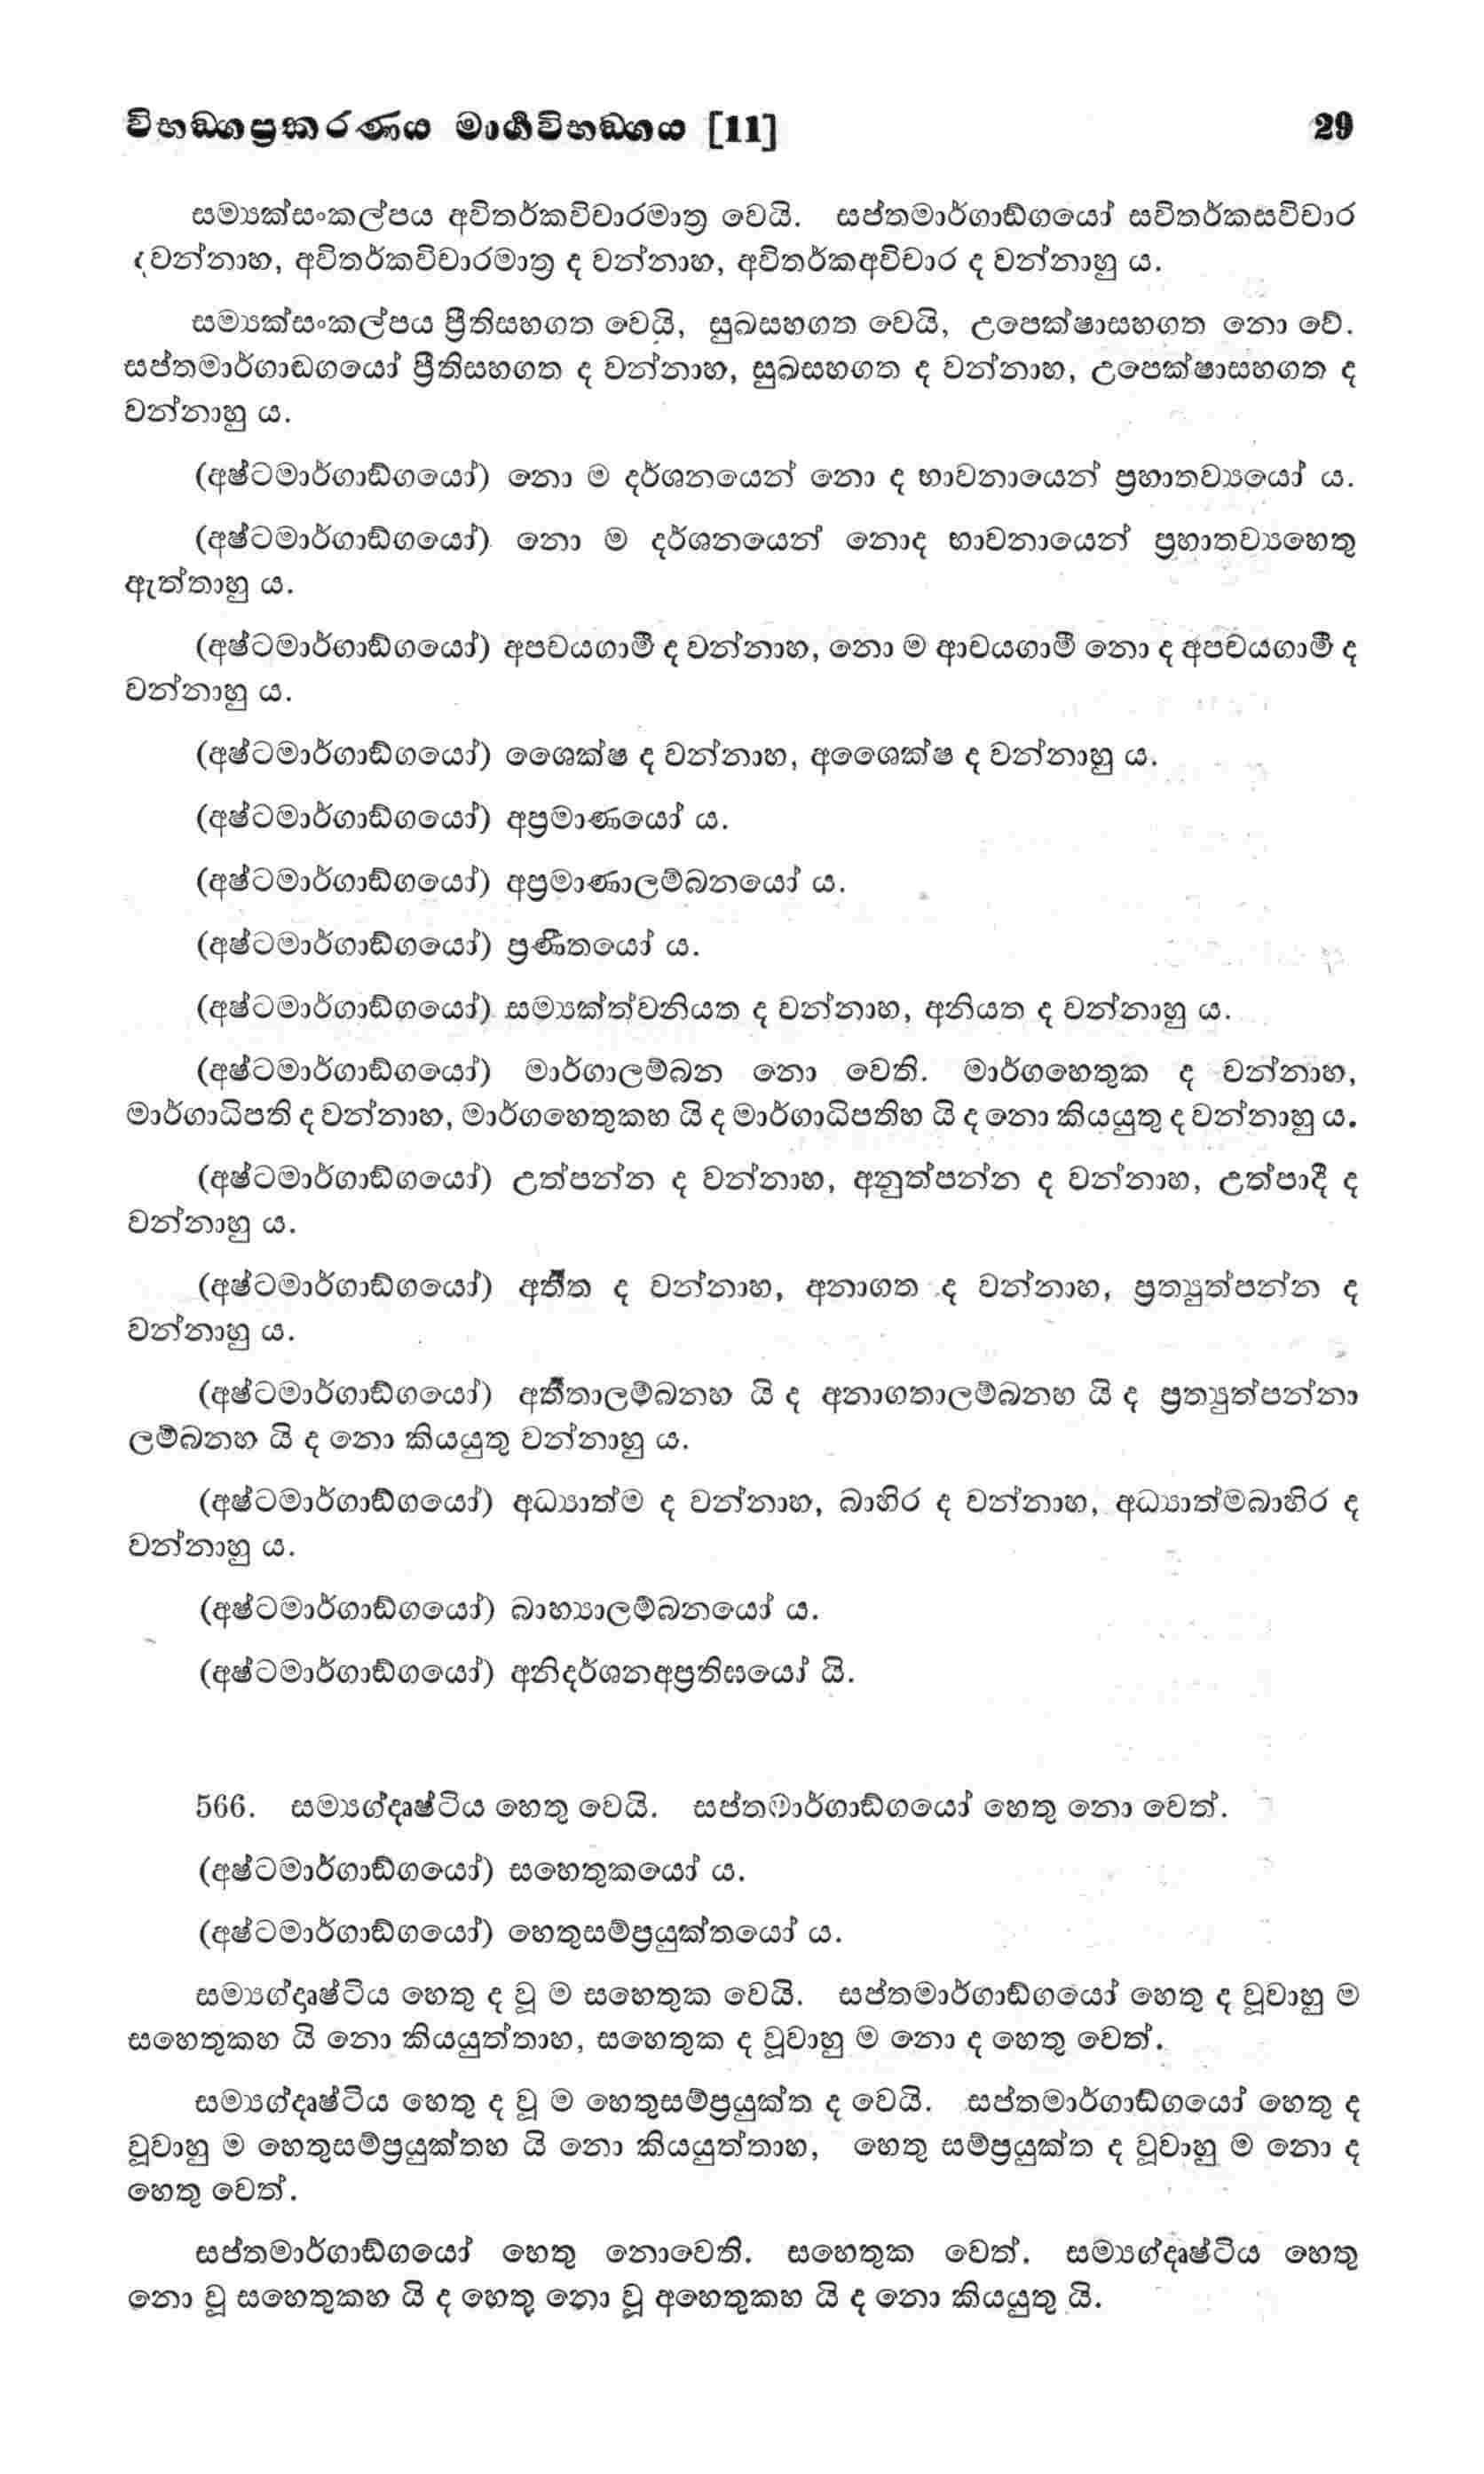 විභඞ්ගප්‍රකරණය මාර්‍ගවිභඞ්ගය [11] 29
සම්‍යක්සංකල්පය අවිතර්කවිචාරමාත්‍ර වෙයි. සප්තමාර්ගාඞ්ගයෝ සවිතර්කසවිචාර
ද වන්නාහ, අවිතර්කවිචාරමාත්‍ර ද වන්නාහ, අවිතර්කඅවිචාර ද වන්නාහු ය.
සම්‍යක්සංකල්පය ප්‍රීතිසහගත වෙයි, සුඛසහගත වෙයි, උපෙක්ෂාසහගත නො වේ.
සප්තමාර්ගාඞගයෝ ප්‍රීතිසහගත ද වන්නාහ, සුඛසහගත ද වන්නාහ, උපෙක්ෂාසහගත ද
වන්නාහු ය.
(අෂ්ටමාර්ගාඞ්ගයෝ) නො ම දර්ශනයෙන් නො ද භාවනායෙන් ප්‍රහාතව්‍යයෝ ය.
(අෂ්ටමාර්ගාඞ්ගයෝ) නො ම දර්ශනයෙන් නොද භාවනායෙන් ප්‍රහාතව්‍යහෙතු
ඇත්තාහු ය.
(අෂ්ටමාර්ගාඞ්ගයෝ) අපචයගාමී ද වන්නාහ, නො ම ආචයගාමී නො ද අපචයගාමී ද
වන්නාහු ය.
(අෂ්ටමාර්ගාඞ්ගයෝ) ශෛක්ෂ ද වන්නාහ, අශෛක්ෂ ද වන්නාහු ය.
(අෂ්ටමාර්ගාඞ්ගයෝ) අප්‍රමාණයෝ ය.
(අෂ්ටමාර්ගාඞ්ගයෝ) අප්‍රමාණාලම්බනයෝ ය.
(අෂ්ටමාර්ගාඞ්ගයෝ) ප්‍රණීතයෝ ය.
(අෂ්ටමාර්ගාඞ්ගයෝ) සම්‍යක්ත්වනියත ද වන්නාහ, අනියත ද වන්නාහු ය.
(අෂ්ටමාර්ගාඞ්ගයෝ) මාර්ගාලම්බන නො වෙති. මාර්ගහෙතුක ද වන්නාහ,
මාර්ගාධිපති ද වන්නාහ, මාර්ගහෙතුකහ යි ද මාර්ගාධිපතිහ යි ද නො කියයුතු ද වන්නාහු ය.
(අෂ්ටමාර්ගාඞ්ගයෝ) උත්පන්න ද වන්නාහ, අනුත්පන්න ද වන්නාහ, උත්පාදී ද
වන්නාහු ය.
(අෂ්ටමාර්ගාඞ්ගයෝ) අතීත ද වන්නාහ, අනාගත ද වන්නාහ, ප්‍රත්‍යුත්පන්න ද
වන්නාහු ය.
(අෂ්ටමාර්ගාඞ්ගයෝ) අතීතාලම්බනහ යි ද අනාගතාලම්බනහ යි ද ප්‍රත්‍යුත්පන්නා
ලම්බනහ යි ද නො කියයුතු වන්නාහු ය.
(අෂ්ටමාර්ගාඞ්ගයෝ) අධ්‍යාත්ම ද වන්නාහ, බාහිර ද වන්නාහ, අධ්‍යාත්මබාහිර ද
වන්නාහු ය.
(අෂ්ටමාර්ගාඞ්ගයෝ) බාහ්‍යාලම්බනයෝ ය.
(අෂ්ටමාර්ගාඞ්ගයෝ) අනිදර්ශනඅප්‍රතිඝයෝ යි.
566. සම්‍යග්දෘෂ්ටිය හෙතු වෙයි. සප්තමාර්ගාඞ්ගයෝ හෙතු නො වෙත්.
(අෂ්ටමාර්ගාඞ්ගයෝ) සහෙතුකයෝ ය.
(අෂ්ටමාර්ගාඞ්ගයෝ) හෙතුසම්ප්‍රයුක්තයෝ ය.
සම්‍යග්දෘෂ්ටිය හෙතු ද වූ ම සහෙතුක වෙයි. සප්තමාර්ගාඞ්ගයෝ හෙතු ද වූවාහු ම
සහෙතුකහ යි නො කියයුත්තාහ, සහෙතුක ද වූවාහු ම නො ද හෙතු වෙත්.
සම්‍යග්දෘෂ්ටිය හෙතු ද වූ ම හෙතුසම්ප්‍රයුක්ත ද වෙයි. සප්තමාර්ගාඞ්ගයෝ හෙතු ද
වූවාහු ම හෙතුසම්ප්‍රයුක්තහ යි නො කියයුත්තාහ, හෙතු සම්ප්‍රයුක්ත ද වූවාහු ම නො ද
හෙතු වෙත්.
සප්තමාර්ගාඞ්ගයෝ හෙතු නොවෙති. සහෙතුක වෙත්. සම්‍යග්දෘෂ්ටිය හෙතු
නො වූ සහෙතුකහ යි ද හෙතු නො වූ අහෙතුකහ යි ද නො කියයුතු යි.